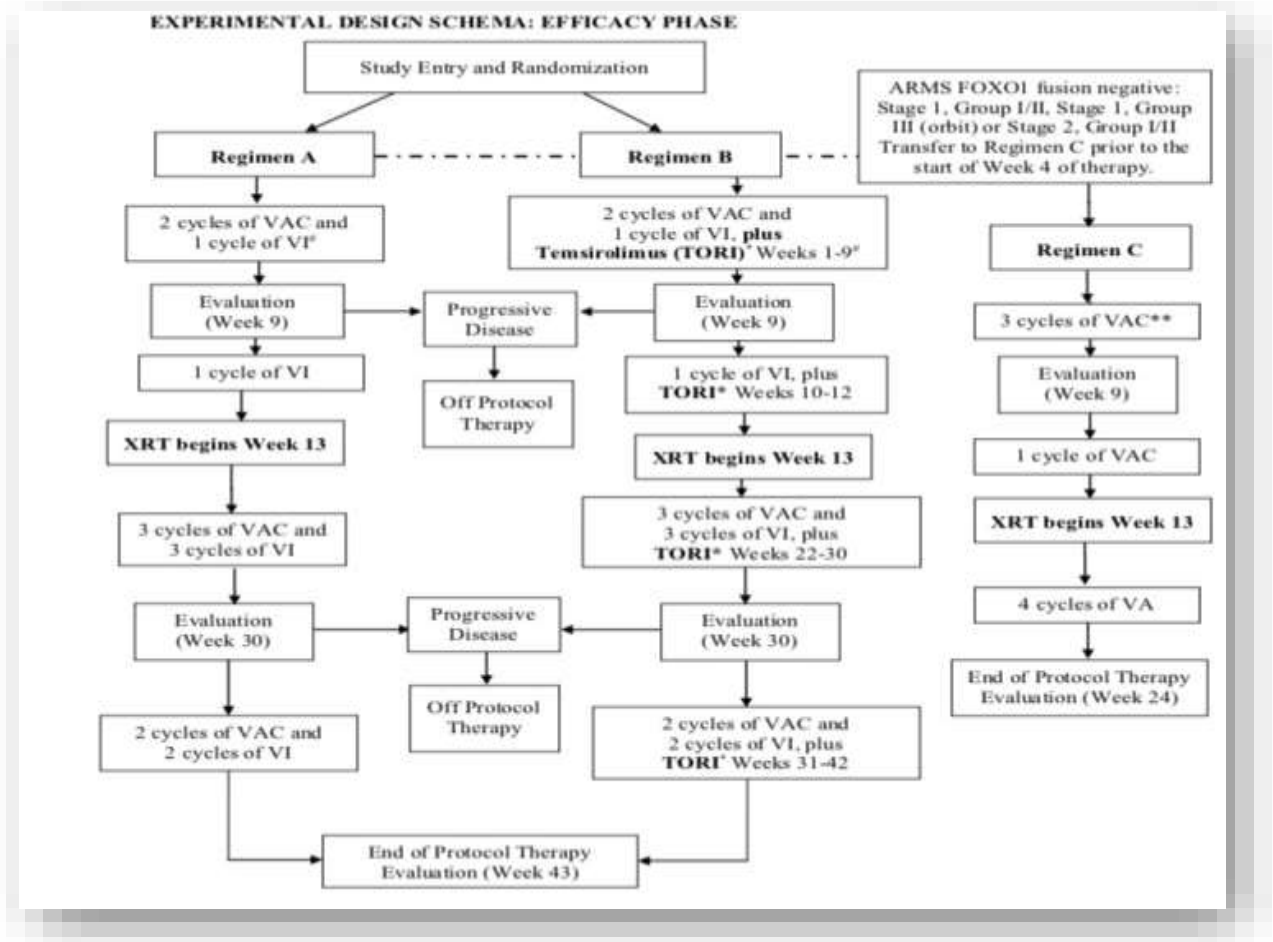 EXPERIMENTAL DESIGN SCHEMA: EFFICACY PHASE
Study Entry and Randomization
Regimen A
2 cycles of VAC and
1 cycle of VI#
Evaluation
(Week 9)
1 cycle of VI
XRT begins Week 13
3 cycles of VAC and
3 cycles of VI
Evaluation
(Week 30)
2 cycles of VAC and
2 cycles of VI
Progressive
Disease
Off Protocol
Therapy
Progressive
Disease
Off Protocol
Therapy
Regimen B
2 cycles of VAC and
1 cycle of VI, plus
Temsirolimus (TORI)* Weeks 1-9#
Evaluation
(Week 9)
1 cycle of VI, plus
TORI* Weeks 10-12
XRT begins Week 13
3 cycles of VAC and
3 cycles of VI, plus
TORI* Weeks 22-30
Evaluation
(Week 30)
2 cycles of VAC and
2 cycles of VI, plus
TORI* Weeks 31-42
End of Protocol Therapy
Evaluation (Week 43)
ARMS FOXO1 fusion negative:
Stage 1, Group I/II, Stage 1, Group
III (orbit) or Stage 2, Group I/II
Transfer to Regimen C prior to the
start of Week 4 of therapy.
Regimen C
3 cycles of VAC**
Evaluation
(Week 9)
1 cycle of VAC
XRT begins Week 13
4 cycles of VA
End of Protocol Therapy
Evaluation (Week 24)